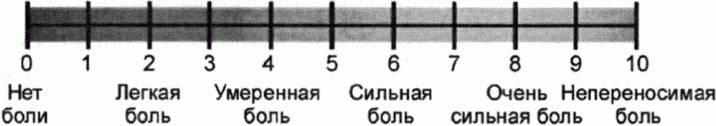 0 1 2 3 4 5 6 7 8 9 10
Нет Легкая Умеренная Сильная Очень Непереносимая
боли боль боль боль сильная боль боль